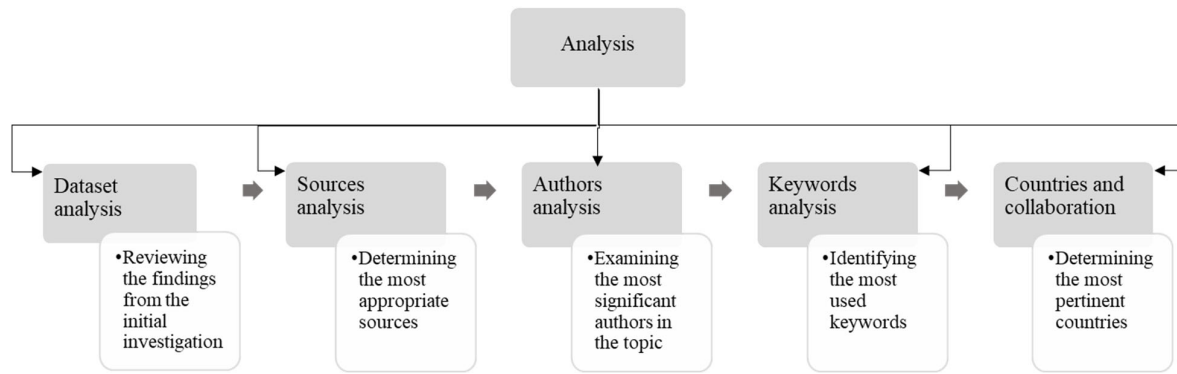 Analysis
Dataset
analysis
•Reviewing
the findings
from the
initial
investigation
Sources
analysis
•Determining
the most
appropriate
sources
Authors
analysis
•Examining
the most
significant
authors in
the topic
Keywords
analysis
•Identifying
the most
used
keywords
Countries and
collaboration
•Determining
the most
pertinent
countries